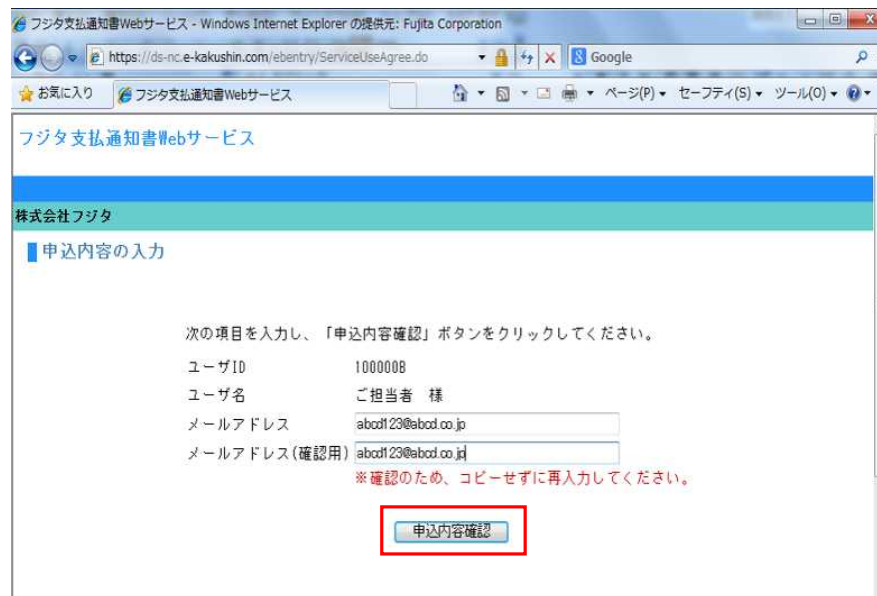 フジタ支払通知書Webサービス - Windows Internet Explorer の提供元: Fujita Corporation
https://ds-nc.e-kakushin.com/ebentry/ServiceUseAgree.do
Google
お気に入り
フジタ支払通知書Webサービス
ページ(P)
セーフティ(S)
ツール(O)
フジタ支払通知書Webサービス
株式会社フジタ
申込内容の入力
次の項目を入力し、「申込内容確認」ボタンをクリックしてください。
ユーザID 100000B
ユーザ名 ご担当者 様
メールアドレス abcd123@abcd.co.jp
メールアドレス(確認用) abcd123@abcd.co.jp
※確認のため、コピーせずに再入力してください。
申込内容確認